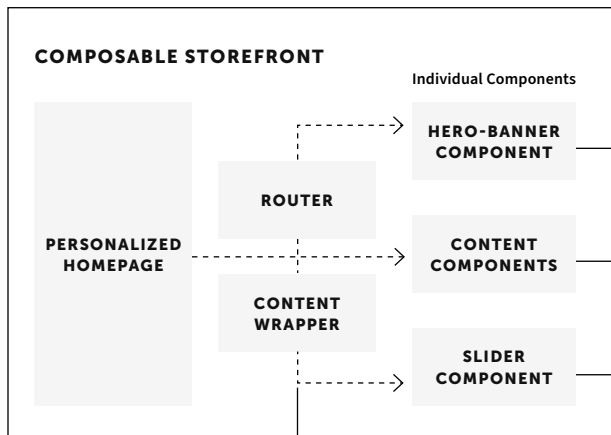 COMPOSABLE STOREFRONT
Individual Components
HERO-BANNER
COMPONENT
ROUTER
PERSONALIZED
HOMEPAGE
CONTENT
COMPONENTS
CONTENT
WRAPPER
SLIDER
COMPONENT